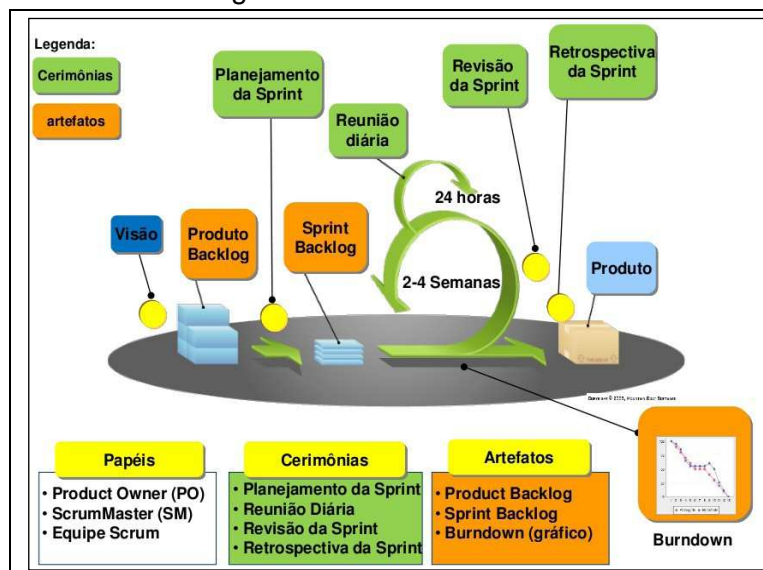 Legenda:
Cerimônias
artefatos
Planejamento
da Sprint
Reunião
diária
Revisão
da Sprint
Retrospectiva
da Sprint
24 horas
Visão
Produto
Backlog
Sprint
Backlog
2-4 Semanas
Produto
Papéis
• Product Owner (PO)
• ScrumMaster (SM)
• Equipe Scrum
Cerimônias
• Planejamento da Sprint
• Reunião Diária
• Revisão da Sprint
• Retrospectiva da Sprint
Artefatos
• Product Backlog
• Sprint Backlog
• Burndown (gráfico)
Burndown